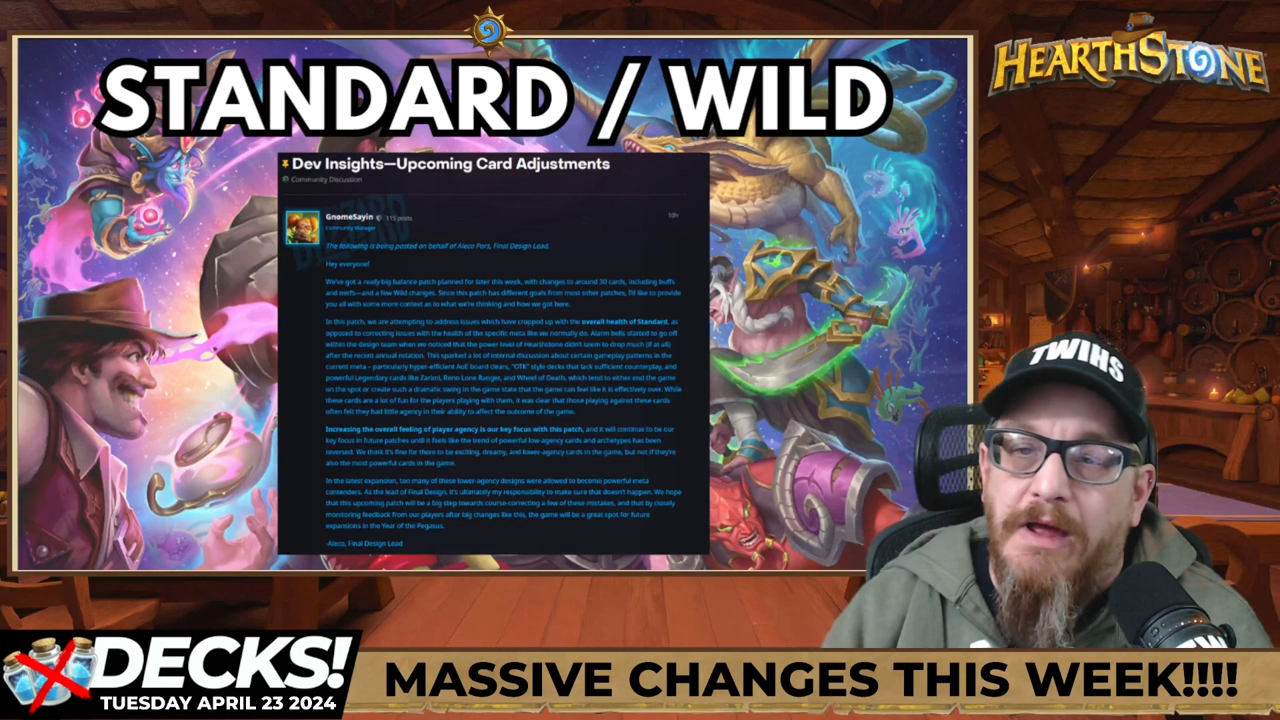 HEARTHSTONE
STANDARD / WILD
Dev Insights—Upcoming Card Adjustments
Community Discussion
GnomeSayin 115 posts
10h
Community Manager
The following is being posted on behalf of Aleco Pors, Final Design Lead.
Hey everyone!
We've got a really big balance patch planned for later this week, with changes to around 30 cards, including buffs
and nerfs—and a few Wild changes. Since this patch has different goals from most other patches, I'd like to provide
you all with some more context as to what we're thinking and how we got here.
In this patch, we are attempting to address issues which have cropped up with the overall health of Standard, as
opposed to correcting issues with the health of the specific meta like we normally do. Alarm bells started to go off
within the design team when we noticed that the power level of Hearthstone didn't seem to drop much (if at all)
after the recent annual rotation. This sparked a lot of internal discussion about certain gameplay patterns in the
current meta – particularly hyper-efficient AoE board clears, "OTK" style decks that lack sufficient counterplay, and
powerful Legendary cards like Zarimi, Reno Lone Ranger, and Wheel of Death, which tend to either end the game
on the spot or create such a dramatic swing in the game state that the game can feel like it is effectively over. While
these cards are a lot of fun for the players playing with them, it was clear that those playing against these cards
often felt they had little agency in their ability to affect the outcome of the game.
Increasing the overall feeling of player agency is our key focus with this patch, and it will continue to be our
key focus in future patches until it feels like the trend of powerful low-agency cards and archetypes has been
reversed. We think it's fine for there to be exciting, dreamy, and lower-agency cards in the game, but not if they're
also the most powerful cards in the game.
In the latest expansion, too many of these lower-agency designs were allowed to become powerful meta
contenders. As the lead of Final Design, it's ultimately my responsibility to make sure that doesn't happen. We hope
that this upcoming patch will be a big step towards course-correcting a few of these mistakes, and that by closely
monitoring feedback from our players after big changes like this, the game will be a great spot for future
expansions in the Year of the Pegasus.
-Aleco, Final Design Lead
TWIHS
DECKS!
TUESDAY APRIL 23 2024
MASSIVE CHANGES THIS WEEK!!!!